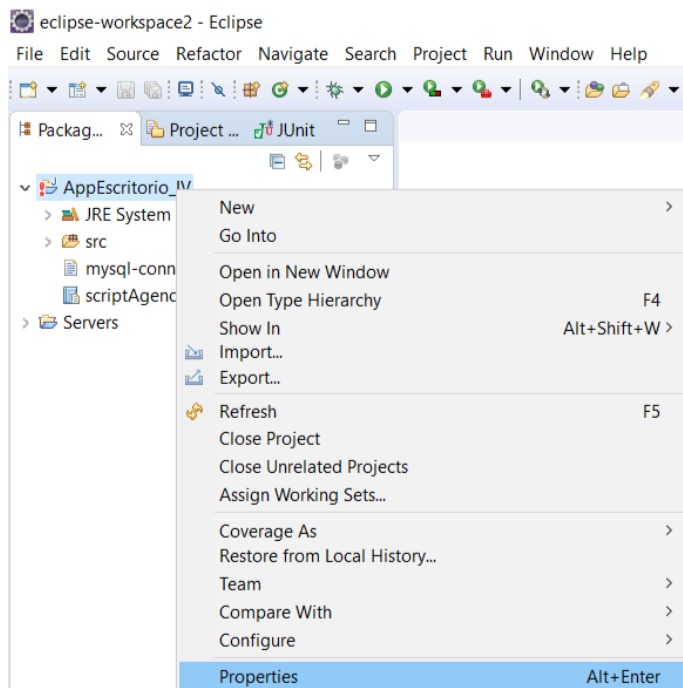 eclipse-workspace2 - Eclipse
File Edit Source Refactor Navigate Search Project Run Window Help
Packag... Project ... JUnit
AppEscritorio_IV
JRE System
src
mysql-conn
scriptAgenc
Servers
New
Go Into
Open in New Window
Open Type Hierarchy F4
Show In Alt+Shift+W >
Import...
Export...
Refresh F5
Close Project
Close Unrelated Projects
Assign Working Sets...
Coverage As
Restore from Local History...
Team
Compare With
Configure
Properties Alt+Enter